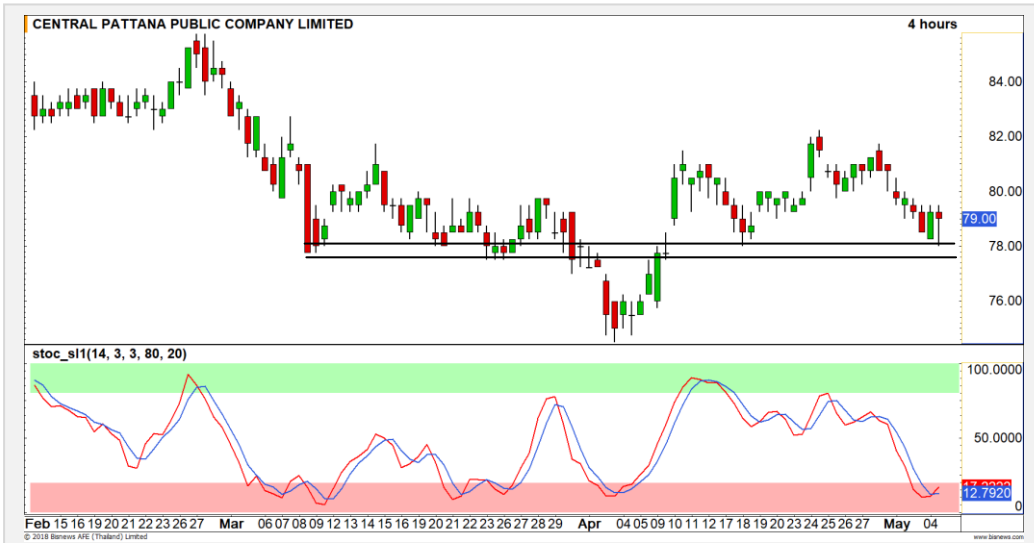 CENTRAL PATTANA PUBLIC COMPANY LIMITED 4 hours
84.00
82.00
80.00
79.00
78.00
76.00
stoc_sl1(14, 3, 3, 80, 20)
100.0000
50.0000
12.7920
0
Feb 15 16 19 20 21 22 23 26 27 Mar 06 07 08 09 12 13 14 15 16 19 20 21 22 23 26 27 28 29 Apr 04 05 09 10 11 12 17 18 19 20 23 24 25 26 27 May 04
© 2018 Bisnews AFE (Thailand) Limited www.bisnews.com